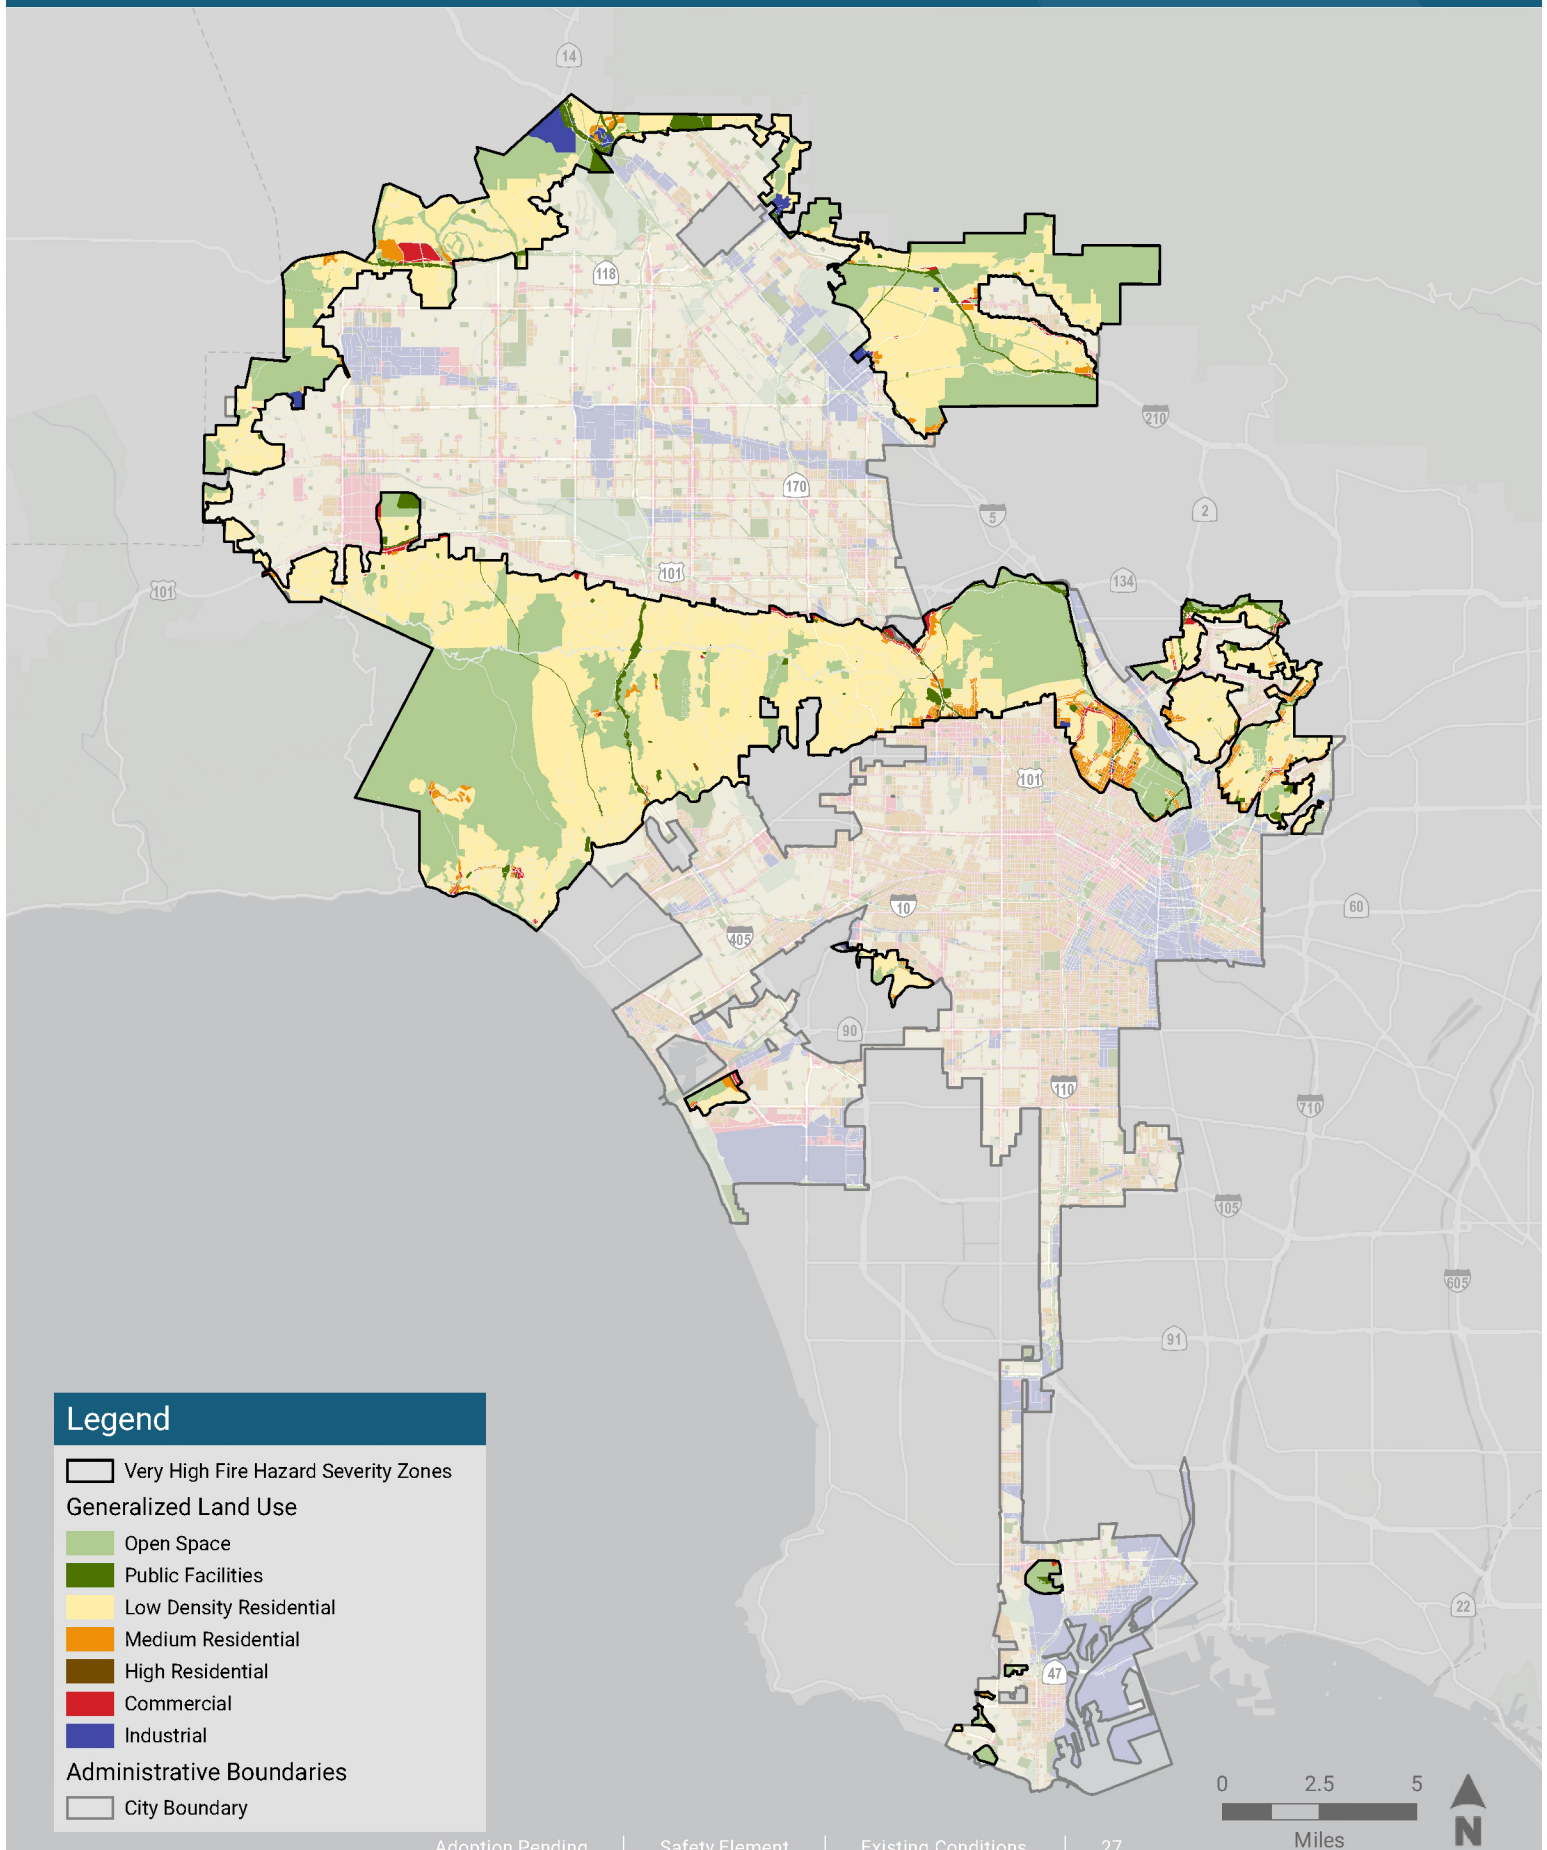 14
118
210
170
5
2
101
101
134
101
10
60
405
90
110
710
105
605
91
22
47
Legend
Very High Fire Hazard Severity Zones
Generalized Land Use
Open Space
Public Facilities
Low Density Residential
Medium Residential
High Residential
Commercial
Industrial
Administrative Boundaries
City Boundary
0 2.5 5
Miles
N
Adoption Pending | Safety Element | Existing Conditions | 27